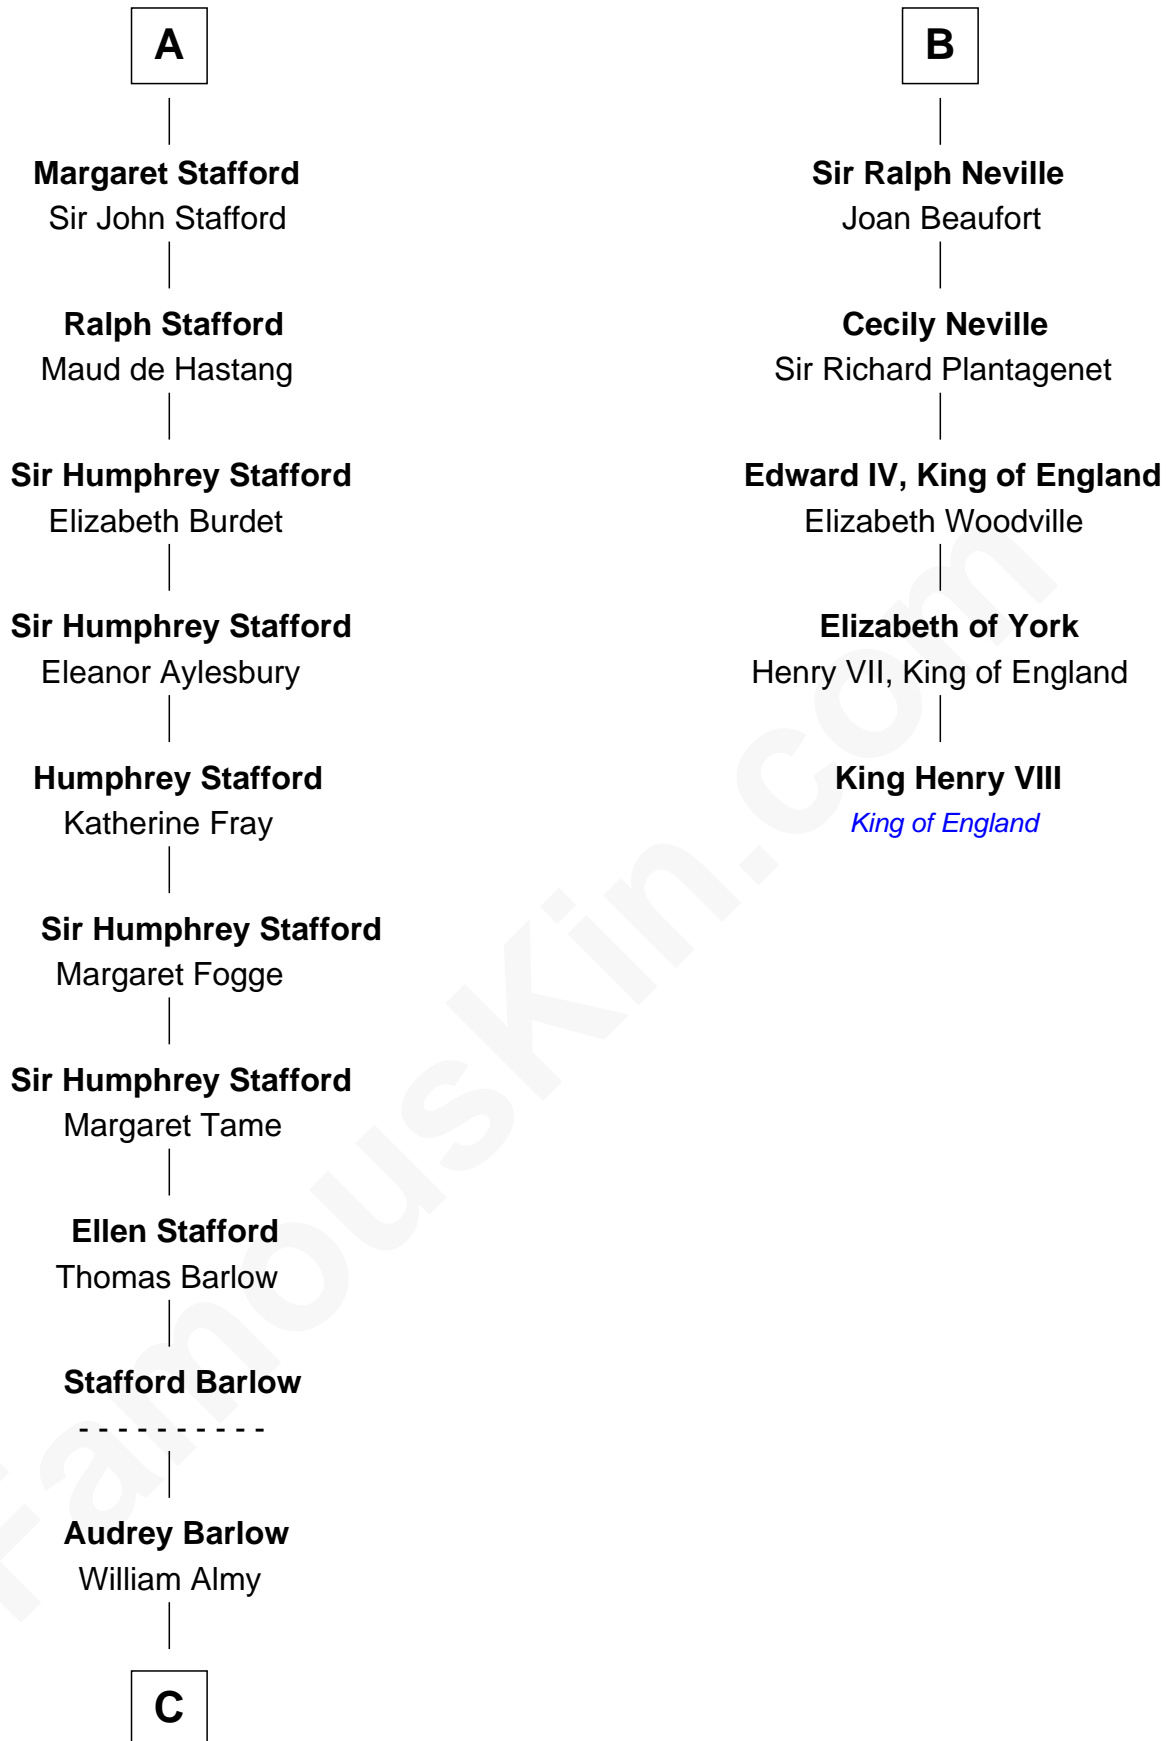 A
Margaret Stafford
Sir John Stafford
Ralph Stafford
Maud de Hastang
Sir Humphrey Stafford
Elizabeth Burdet
Sir Humphrey Stafford
Eleanor Aylesbury
Humphrey Stafford
Katherine Fray
Sir Humphrey Stafford
Margaret Fogge
Sir Humphrey Stafford
Margaret Tame
Ellen Stafford
Thomas Barlow
Stafford Barlow
- - - - - - - - - -
Audrey Barlow
William Almy
C
B
Sir Ralph Neville
Joan Beaufort
Cecily Neville
Sir Richard Plantagenet
Edward IV, King of England
Elizabeth Woodville
Elizabeth of York
Henry VII, King of England
King Henry VIII
King of England
FamousKin.com